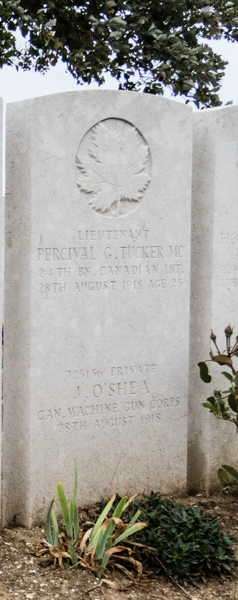 LIEUTENANT
PERCIVAL G. TUCKER MC
24TH BN. CANADIAN INF.
28TH AUGUST 1918 AGE 25
725156 PRIVATE
J. O'SHEA
CAN. MACHINE GUN CORPS
28TH AUGUST 1918